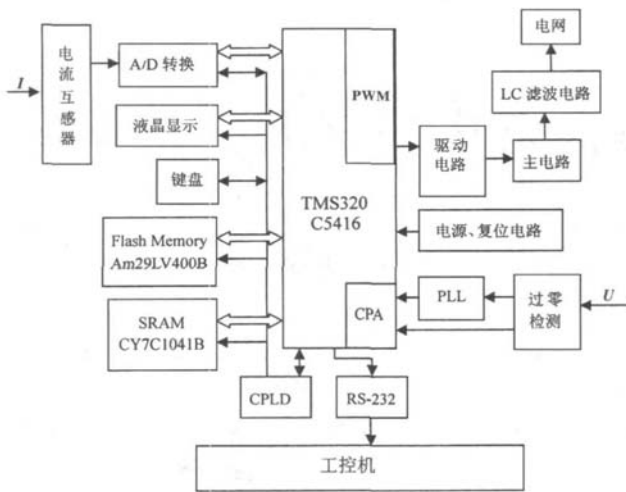 I
电流互感器
A/D 转换
液晶显示
键盘
Flash Memory
Am29LV400B
SRAM
CY7C1041B
CPLD
PWM
TMS320
C5416
CPA
RS-232
工控机
驱动
电路
主电路
LC 滤波电路
电网
电源、复位电路
PLL
过零
检测
U